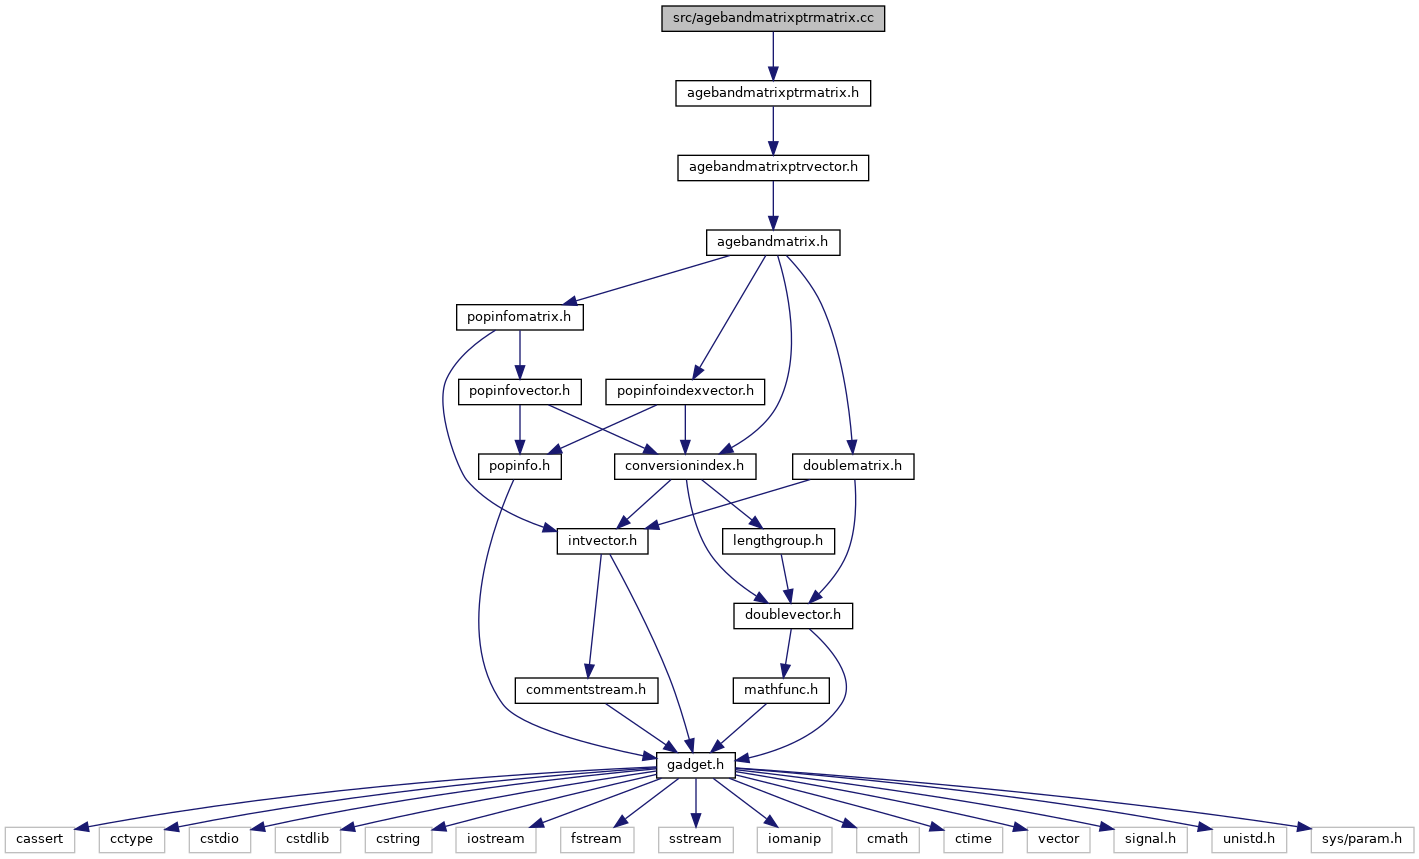 src/agebandmatrixptrmatrix.cc
agebandmatrixptrmatrix.h
agebandmatrixptrvector.h
agebandmatrix.h
popinfomatrix.h
popinfovector.h
popinfoindexvector.h
popinfo.h
conversionindex.h
doublematrix.h
intvector.h
lengthgroup.h
doublevector.h
commentstream.h
mathfunc.h
gadget.h
cassert
cctype
cstdio
cstdlib
cstring
iostream
fstream
sstream
iomanip
cmath
ctime
vector
signal.h
unistd.h
sys/param.h